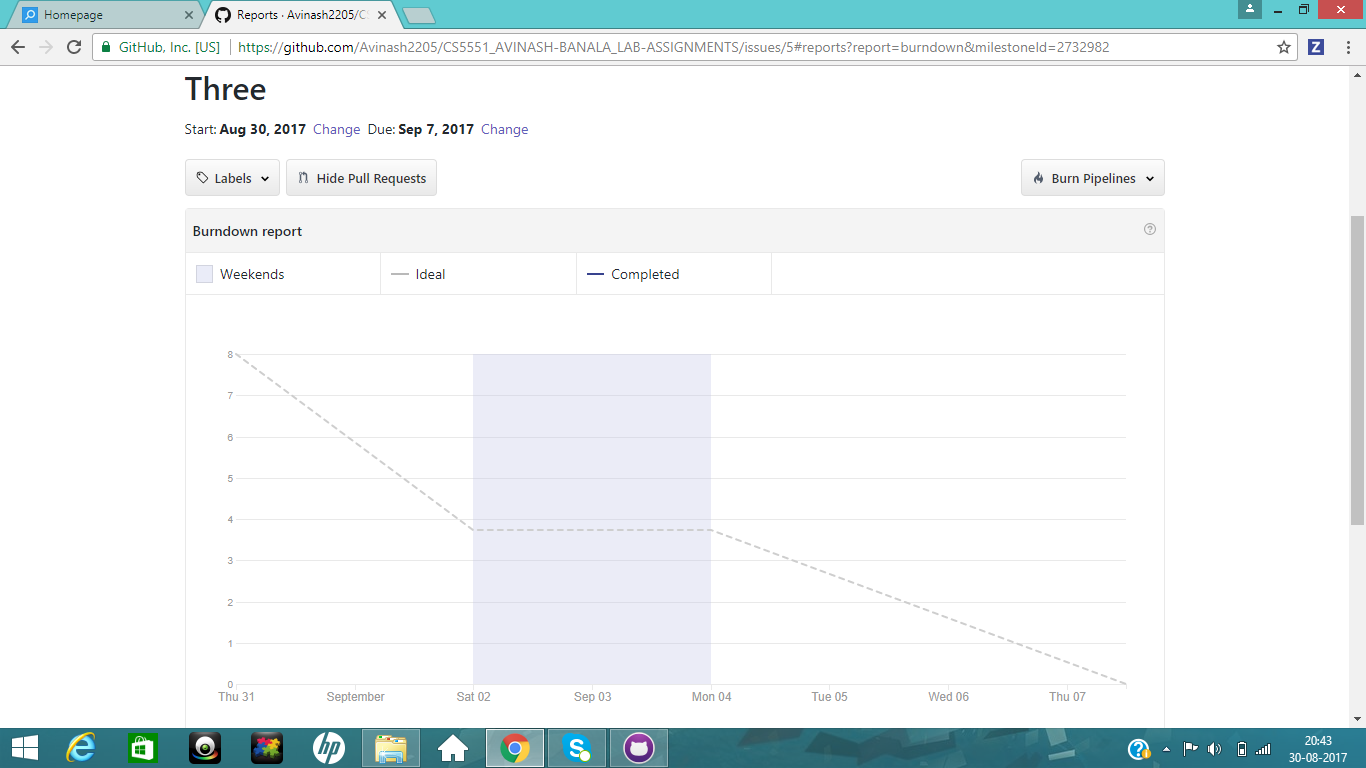 Homepage
Reports · Avinash2205/CS
GitHub, Inc. [US] https://github.com/Avinash2205/CS5551_AVINASH-BANALA_LAB-ASSIGNMENTS/issues/5#reports?report=burndown&milestoneId=2732982
Z
Three
Start: Aug 30, 2017 Change Due: Sep 7, 2017 Change
Labels Hide Pull Requests Burn Pipelines
Burndown report
Weekends Ideal Completed
8
7
6
5
4
3
2
1
0
Thu 31 September Sat 02 Sep 03 Mon 04 Tue 05 Wed 06 Thu 07
hp
20:43
30-08-2017